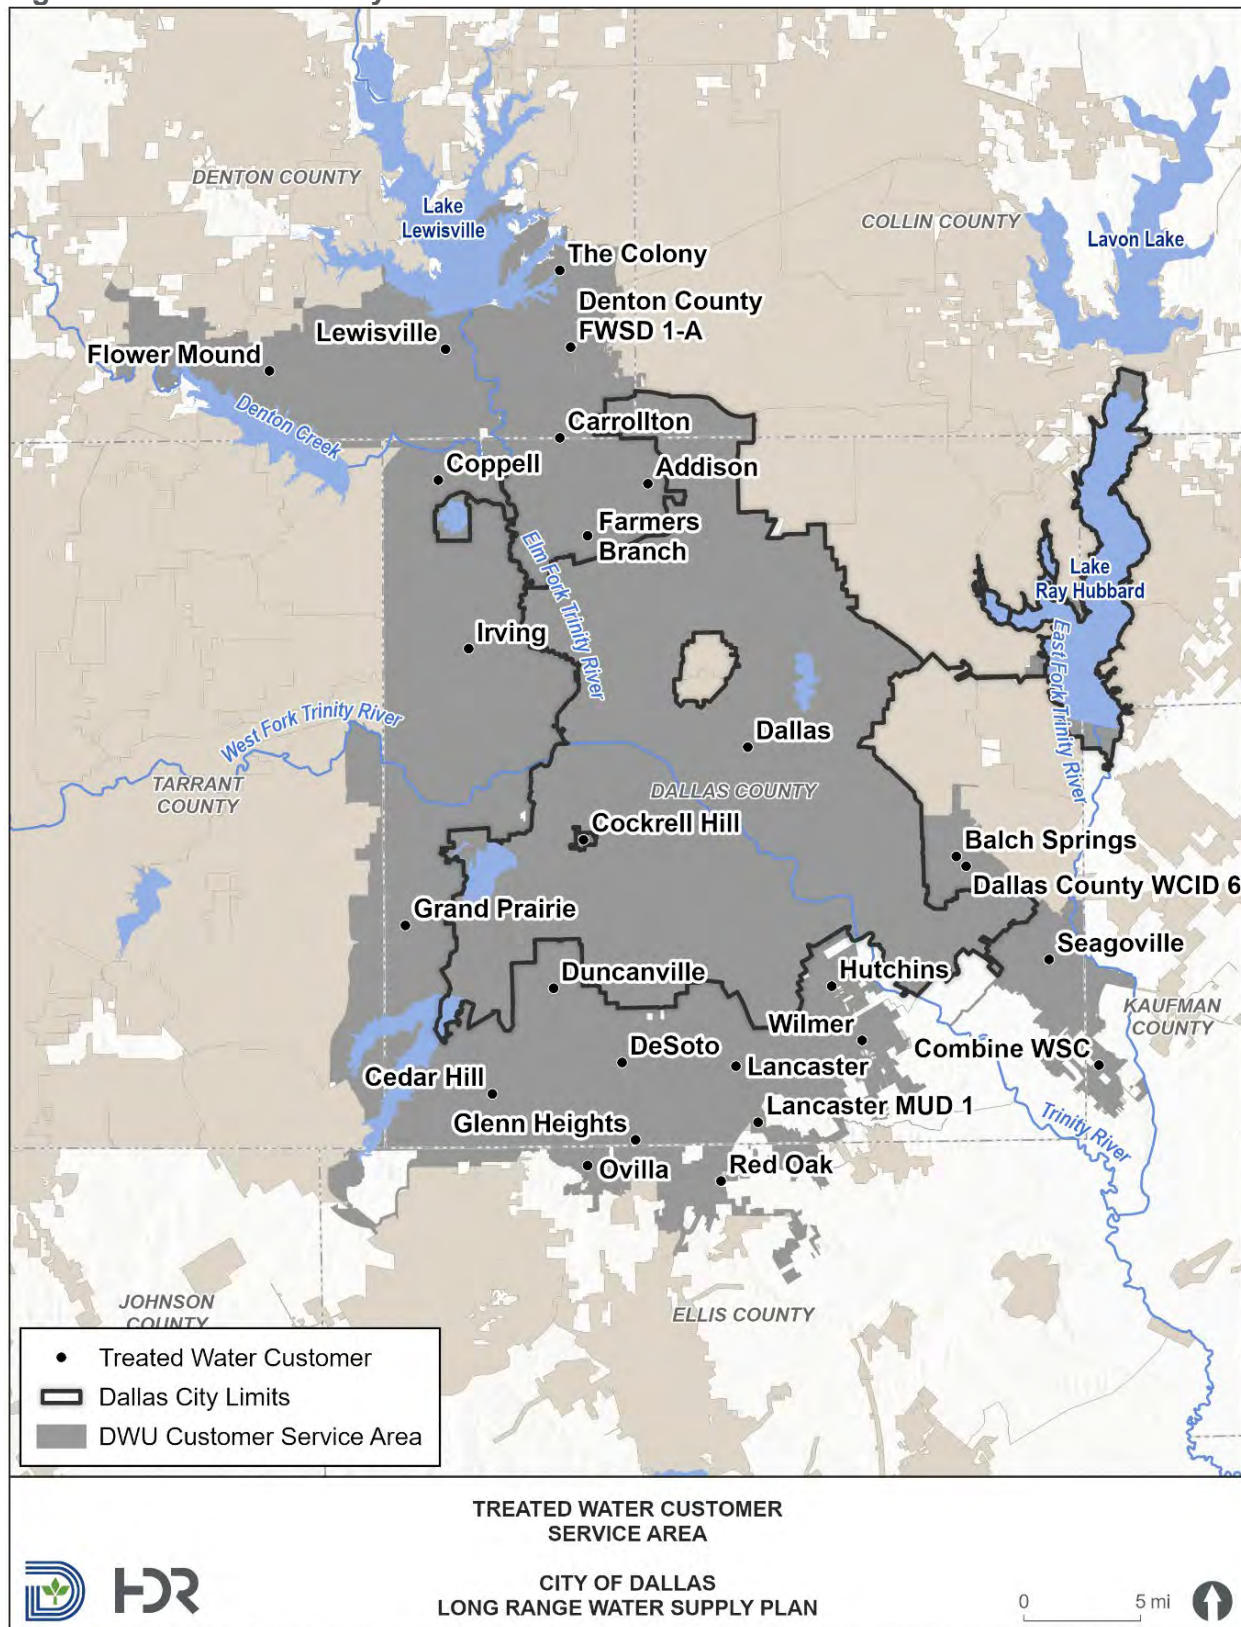 DENTON COUNTY
Lake
Lewisville
COLLIN COUNTY
Lavon Lake
The Colony
Denton County
FWSD 1-A
Lewisville
Flower Mound
Denton Creek
Carrollton
Coppell
Addison
Farmers
Branch
Elm Fork Trinity River
Lake
Ray Hubbard
East Fork Trinity River
Irving
West Fork Trinity River
Dallas
TARRANT
COUNTY
DALLAS COUNTY
Cockrell Hill
Balch Springs
Dallas County WCID 6
Grand Prairie
Seagoville
Duncanville
Hutchins
KAUFMAN
COUNTY
Wilmer
Combine WSC
DeSoto
Lancaster
Cedar Hill
Lancaster MUD 1
Glenn Heights
Trinity River
Ovilla
Red Oak
JOHNSON
COUNTY
ELLIS COUNTY
Treated Water Customer
Dallas City Limits
DWU Customer Service Area
TREATED WATER CUSTOMER
SERVICE AREA
CITY OF DALLAS
LONG RANGE WATER SUPPLY PLAN
HDR
0 5 mi